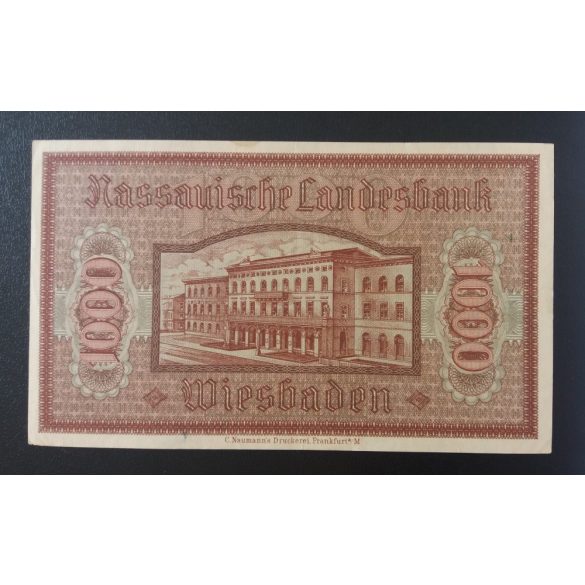 Nassauische Landesbank
1000
1000
Wiesbaden
C. Naumann's Druckerei, Frankfurt a. M